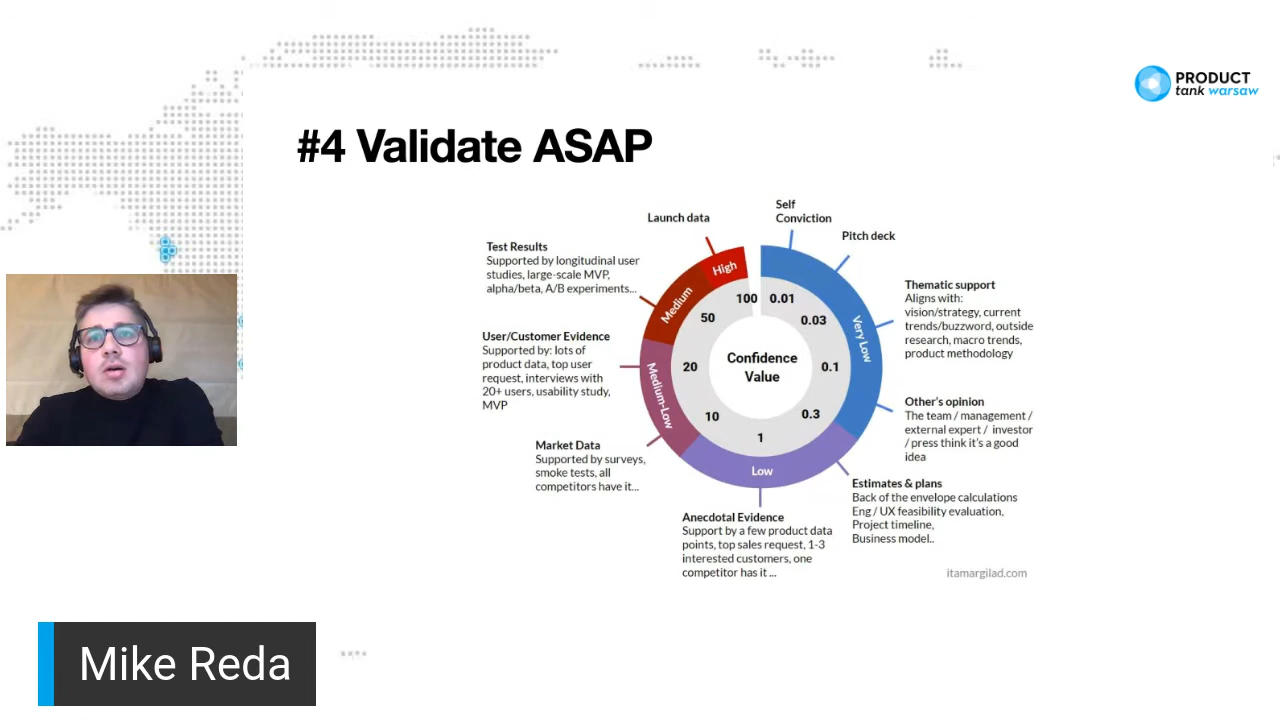 PRODUCT
tank warsaw
#4 Validate ASAP
Self
Conviction
Launch data
Pitch deck
Test Results
Supported by longitudinal user
studies, large-scale MVP,
alpha/beta, A/B experiments...
High
Medium
100
0.01
50
0.03
Thematic support
Aligns with:
vision/strategy, current
trends/buzzword, outside
research, macro trends,
product methodology
Very Low
User/Customer Evidence
Supported by: lots of
product data, top user
request, interviews with
20+ users, usability study,
MVP
Confidence
Value
20
0.1
Medium-Low
10
0.3
1
Other's opinion
The team / management /
external expert / investor
/ press think it's a good
idea
Market Data
Supported by surveys,
smoke tests, all
competitors have it...
Low
Estimates & plans
Back of the envelope calculations
Eng / UX feasibility evaluation,
Project timeline,
Business model..
Anecdotal Evidence
Support by a few product data
points, top sales request, 1-3
interested customers, one
competitor has it ...
itamargilad.com
Mike Reda